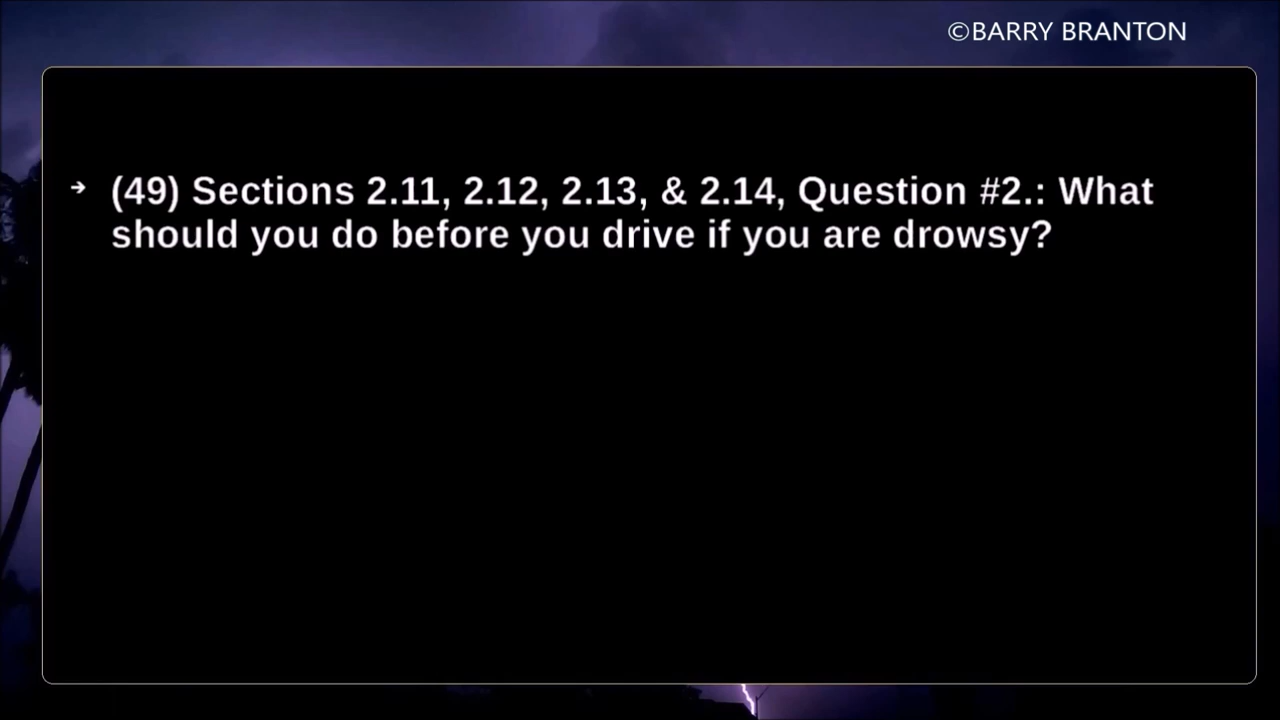 ©BARRY BRANTON
➔ (49) Sections 2.11, 2.12, 2.13, & 2.14, Question #2.: What
should you do before you drive if you are drowsy?